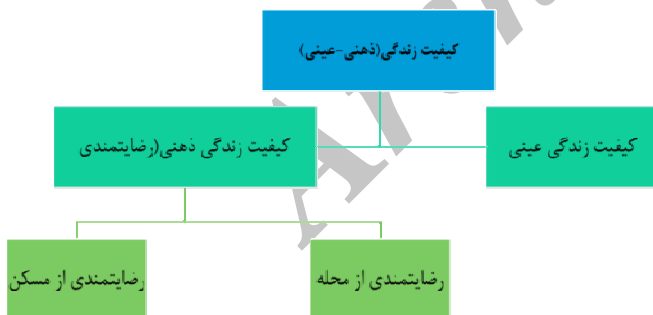 کیفیت زندگی(ذهنی-عینی)
کیفیت زندگی عینی
کیفیت زندگی ذهنی(رضایتمندی
رضایتمندی از محله
رضایتمندی از مسکن